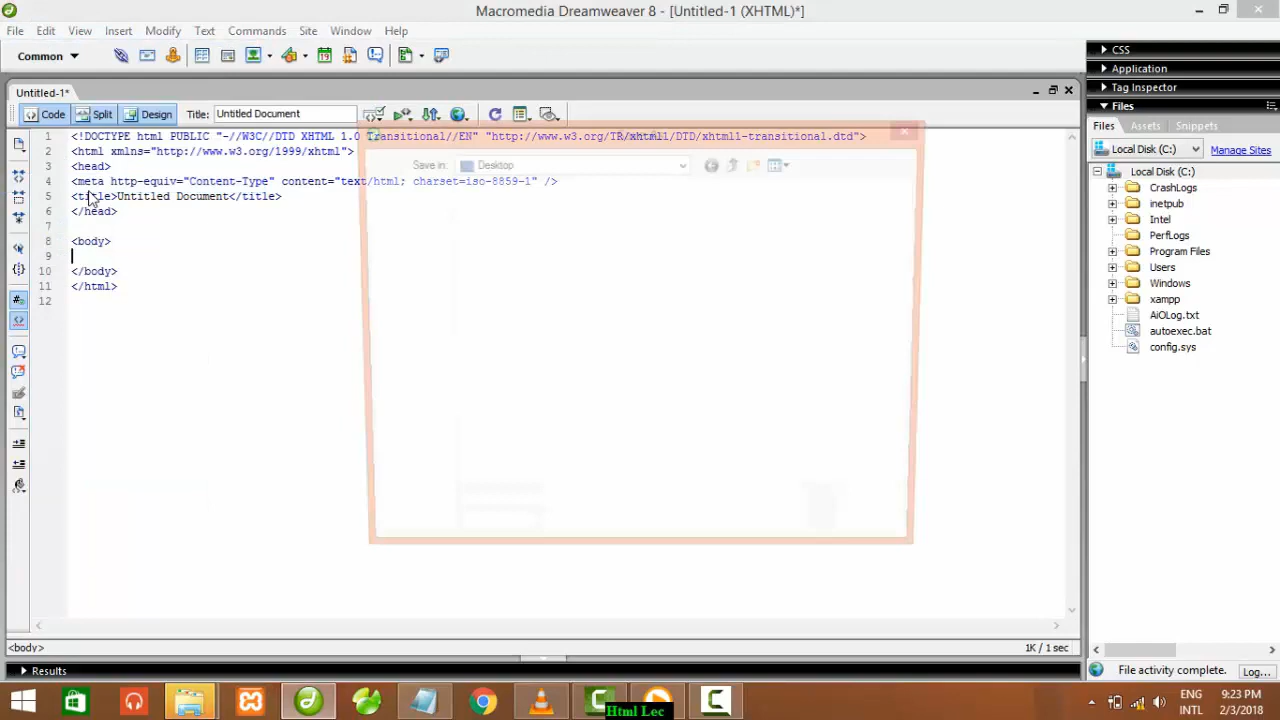 Macromedia Dreamweaver 8 - [Untitled-1 (XHTML)*]
File Edit View Insert Modify Text Commands Site Window Help
Common
CSS
Application
Tag Inspector
Files
Untitled-1*
Code Split Design Title: Untitled Document
Files Assets Snippets
Local Disk (C:) Manage Sites
1 <!DOCTYPE html PUBLIC "-//W3C//DTD XHTML 1.0 Transitional//EN" "http://www.w3.org/TR/xhtml1/DTD/xhtml1-transitional.dtd">
2 <html xmlns="http://www.w3.org/1999/xhtml">
3 <head>
Save in: Desktop
4 <meta http-equiv="Content-Type" content="text/html; charset=iso-8859-1" />
5 <title>Untitled Document</title>
6 </head>
7
8 <body>
9
10 </body>
11 </html>
12
Local Disk (C:)
CrashLogs
inetpub
Intel
PerfLogs
Program Files
Users
Windows
xampp
AiOLog.txt
autoexec.bat
config.sys
<body> 1K / 1 sec
Results
File activity complete. Log...
Html Lec
ENG
INTL
9:23 PM
2/3/2018